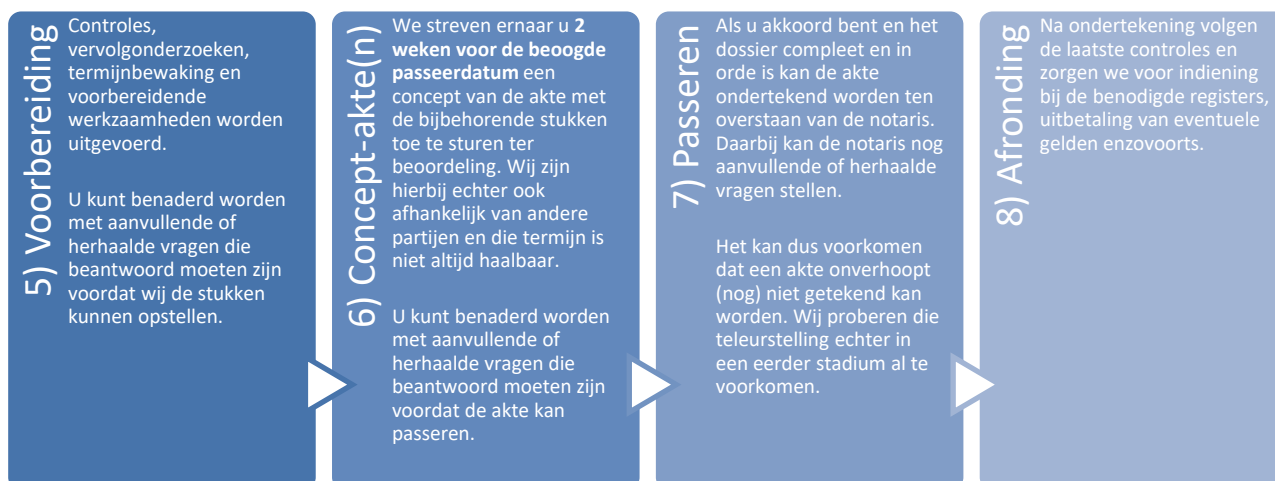 5) Voorbereiding
Controles,
vervolgonderzoeken,
termijnbewaking en
voorbereidende
werkzaamheden worden
uitgevoerd.
U kunt benaderd worden
met aanvullende of
herhaalde vragen die
beantwoord moeten zijn
voordat wij de stukken
kunnen opstellen.
6) Concept-akte(n)
We streven ernaar u 2
weken voor de beoogde
passeerdatum een
concept van de akte met
de bijbehorende stukken
toe te sturen ter
beoordeling. Wij zijn
hierbij echter ook
afhankelijk van andere
partijen en die termijn is
niet altijd haalbaar.
U kunt benaderd worden
met aanvullende of
herhaalde vragen die
beantwoord moeten zijn
voordat de akte kan
passeren.
7) Passeren
Als u akkoord bent en het
dossier compleet en in
orde is kan de akte
ondertekend worden ten
overstaan van de notaris.
Daarbij kan de notaris nog
aanvullende of herhaalde
vragen stellen.
Het kan dus voorkomen
dat een akte onverhoopt
(nog) niet getekend kan
worden. Wij proberen die
teleurstelling echter in
een eerder stadium al te
voorkomen.
8) Afronding
Na ondertekening volgen
de laatste controles en
zorgen we voor indiening
bij de benodigde registers,
uitbetaling van eventuele
gelden enzovoorts.